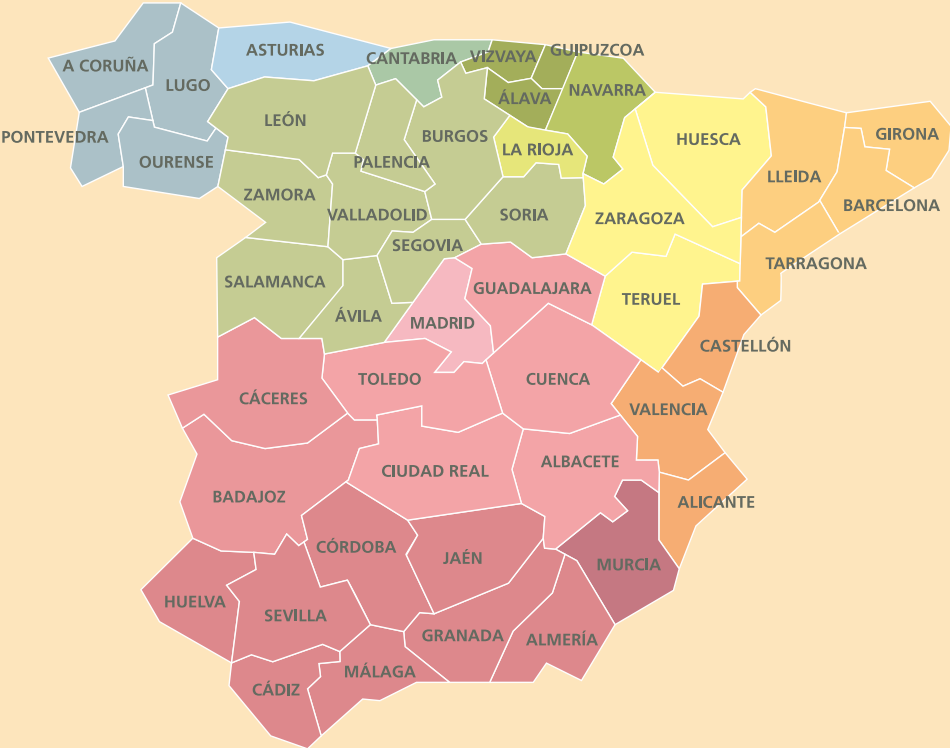 ASTURIAS
CANTABRIA
VIZVAYA
GUIPUZCOA
A CORUÑA
LUGO
NAVARRA
ÁLAVA
LEÓN
BURGOS
PONTEVEDRA
OURENSE
PALENCIA
LA RIOJA
HUESCA
GIRONA
LLEIDA
ZAMORA
VALLADOLID
SORIA
ZARAGOZA
BARCELONA
SEGOVIA
TARRAGONA
SALAMANCA
GUADALAJARA
TERUEL
ÁVILA
MADRID
CASTELLÓN
TOLEDO
CUENCA
CÁCERES
VALENCIA
CIUDAD REAL
ALBACETE
BADAJOZ
ALICANTE
CÓRDOBA
JAÉN
MURCIA
HUELVA
SEVILLA
GRANADA
ALMERÍA
MÁLAGA
CÁDIZ